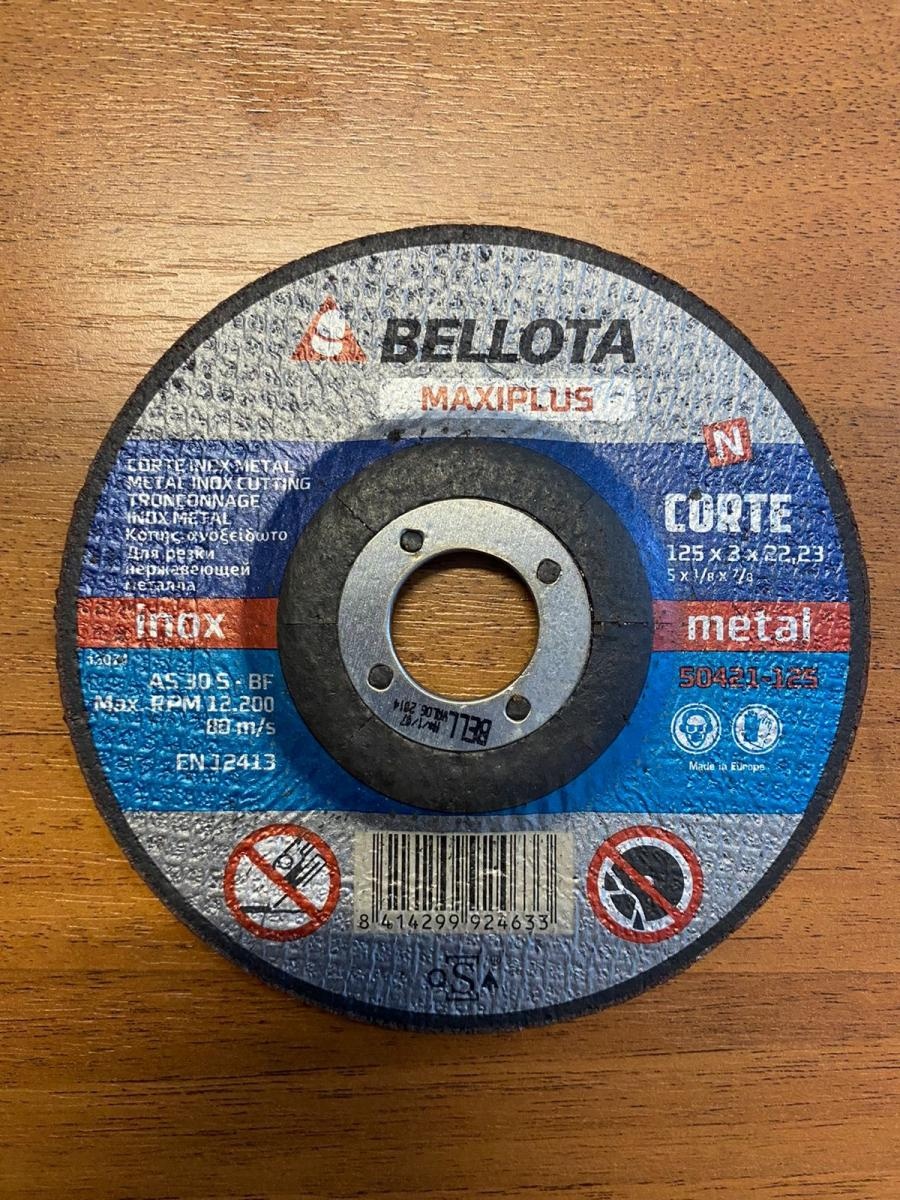 BELLOTA
MAXIPLUS
N
CORTE INOX METAL
METAL INOX CUTTING
TRONCONNAGE
INOX METAL
Κοπής ανοξείδωτο
Для резки
нержавеющей
металла
CORTE
125 x 3 x 22,23
5 x 1/8 x 7/8
inox
metal
AS 30 S - BF
Max. RPM 12.200
80 m/s
EN 12413
50421-125
Made in Europe
BELL
V07/2014
8 414299 924633